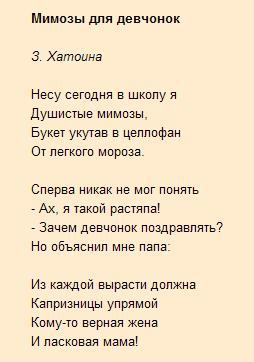 Мимозы для девчонок
З. Хатоина
Несу сегодня в школу я
Душистые мимозы,
Букет укутав в целлофан
От легкого мороза.
Сперва никак не мог понять
- Ах, я такой растяпа!
- Зачем девчонок поздравлять?
Но объяснил мне папа:
Из каждой вырасти должна
Капризницы упрямой
Кому-то верная жена
И ласковая мама!